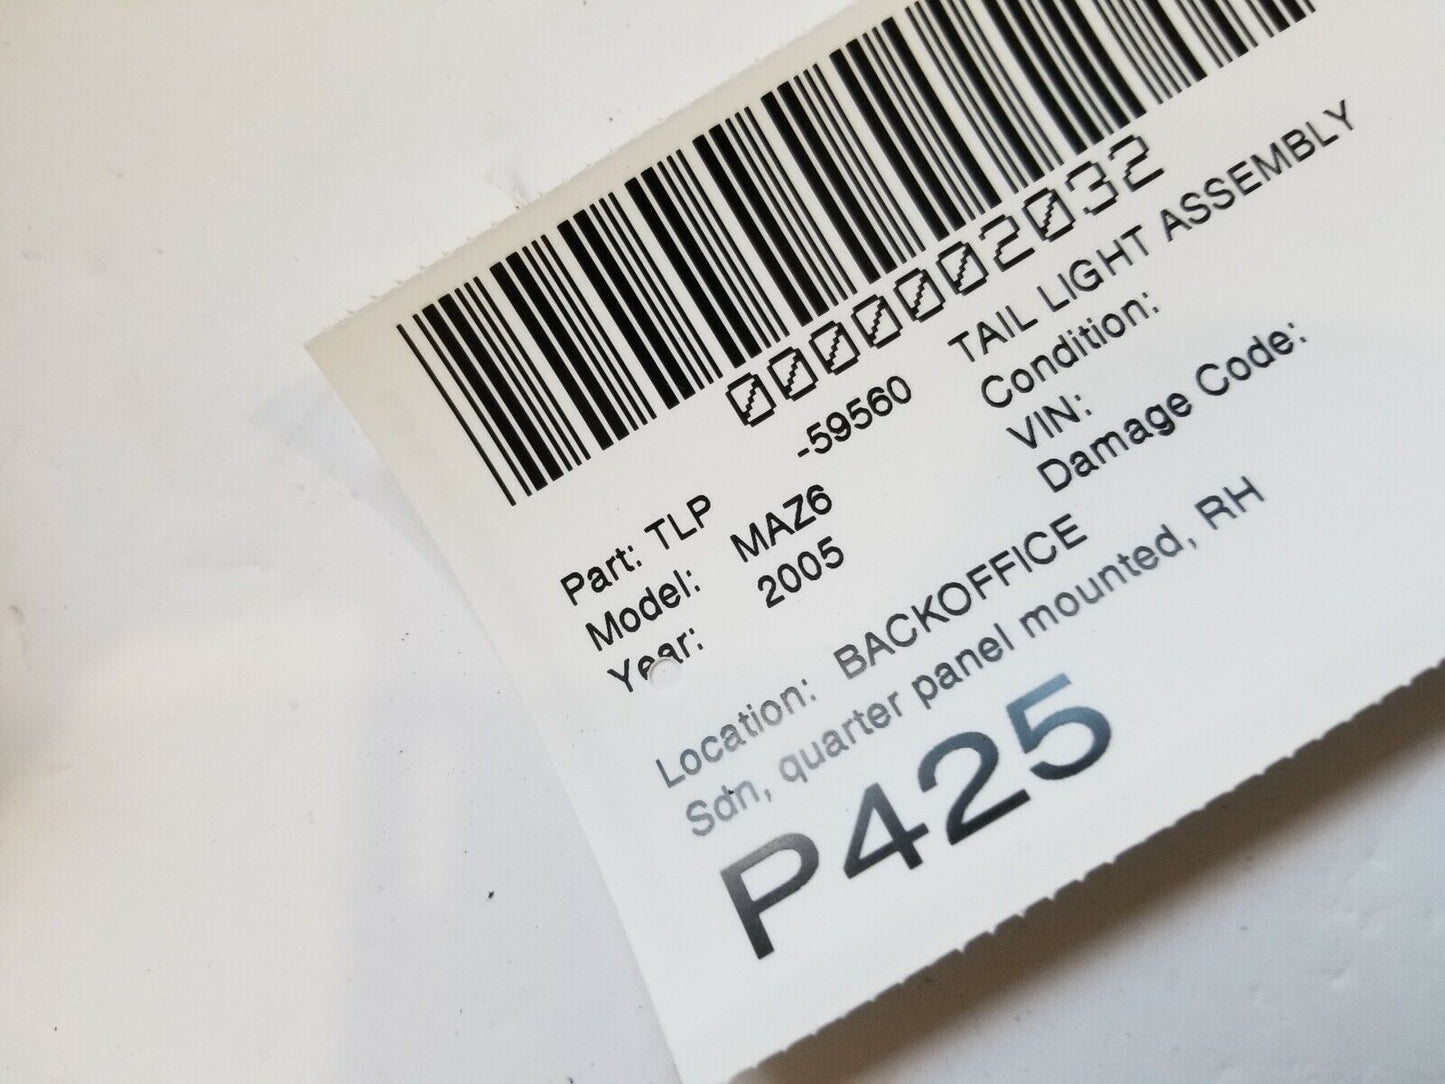 0000002032
Part: TLP -59560 TAIL LIGHT ASSEMBLY
Model: MAZ6 Condition:
Year: 2005 VIN:
Damage Code:
Location: BACKOFFICE
Sdn, quarter panel mounted, RH
P425